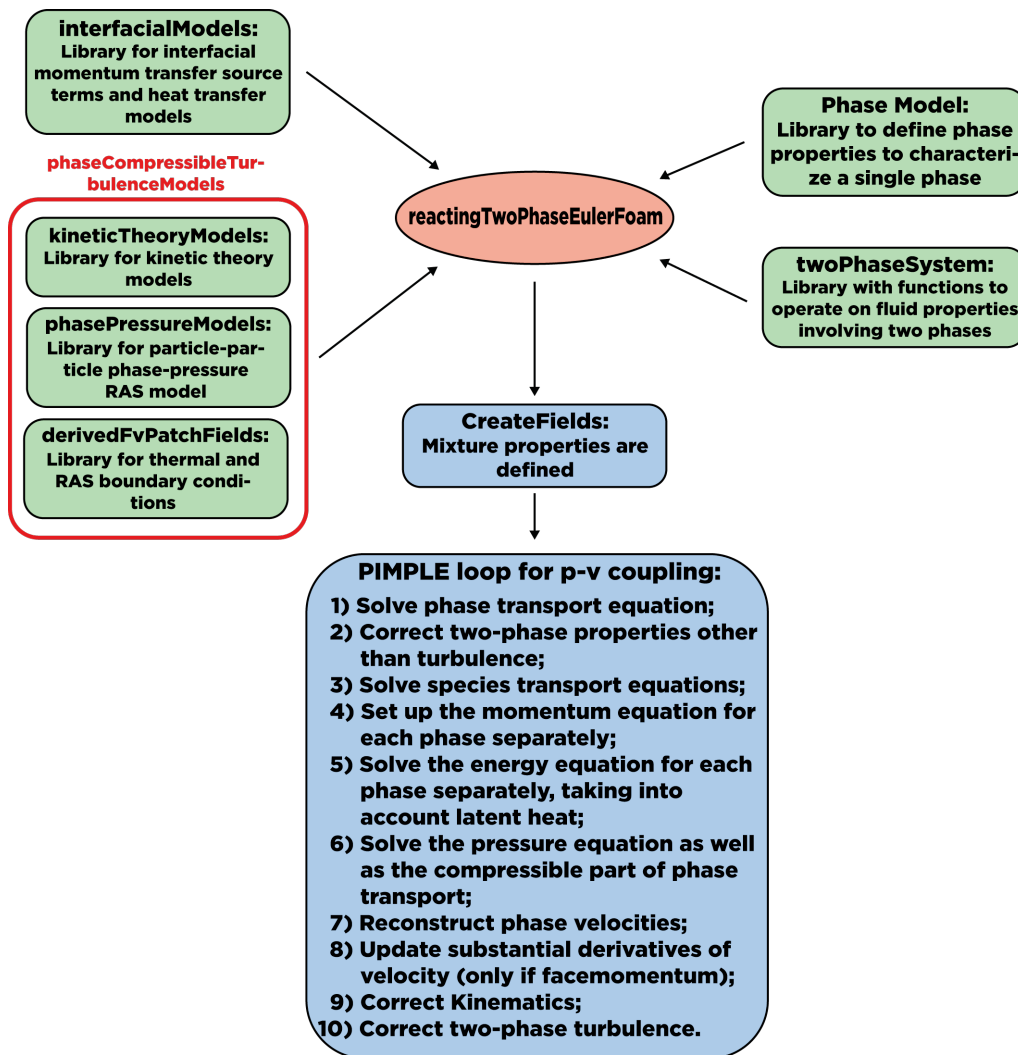 interfacialModels:
Library for interfacial
momentum transfer source
terms and heat transfer
models
phaseCompressibleTur-
bulenceModels
kineticTheoryModels:
Library for kinetic theory
models
phasePressureModels:
Library for particle-par-
ticle phase-pressure
RAS model
derivedFvPatchFields:
Library for thermal and
RAS boundary condi-
tions
reactingTwoPhaseEulerFoam
Phase Model:
Library to define phase
properties to characteri-
ze a single phase
twoPhaseSystem:
Library with functions to
operate on fluid properties
involving two phases
CreateFields:
Mixture properties are
defined
PIMPLE loop for p-v coupling:
1) Solve phase transport equation;
2) Correct two-phase properties other
than turbulence;
3) Solve species transport equations;
4) Set up the momentum equation for
each phase separately;
5) Solve the energy equation for each
phase separately, taking into
account latent heat;
6) Solve the pressure equation as well
as the compressible part of phase
transport;
7) Reconstruct phase velocities;
8) Update substantial derivatives of
velocity (only if facemomentum);
9) Correct Kinematics;
10) Correct two-phase turbulence.